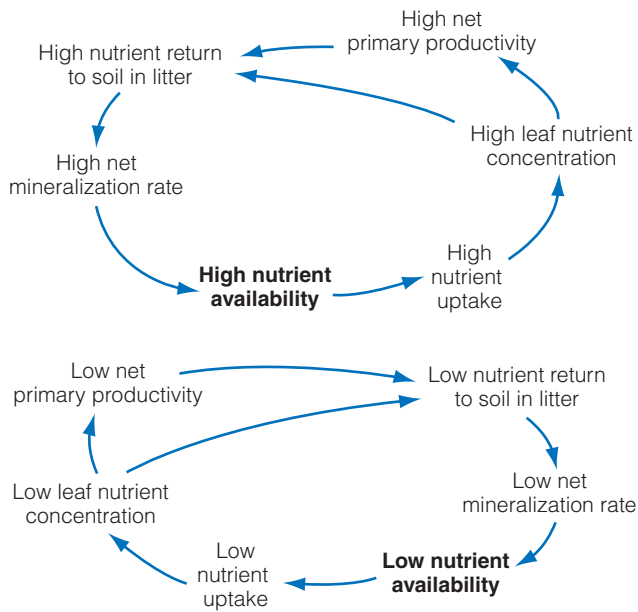 High net
primary productivity
High nutrient return
to soil in litter
High leaf nutrient
concentration
High net
mineralization rate
High
nutrient
uptake
High nutrient
availability
Low net
primary productivity
Low nutrient return
to soil in litter
Low leaf nutrient
concentration
Low net
mineralization rate
Low
nutrient
uptake
Low nutrient
availability